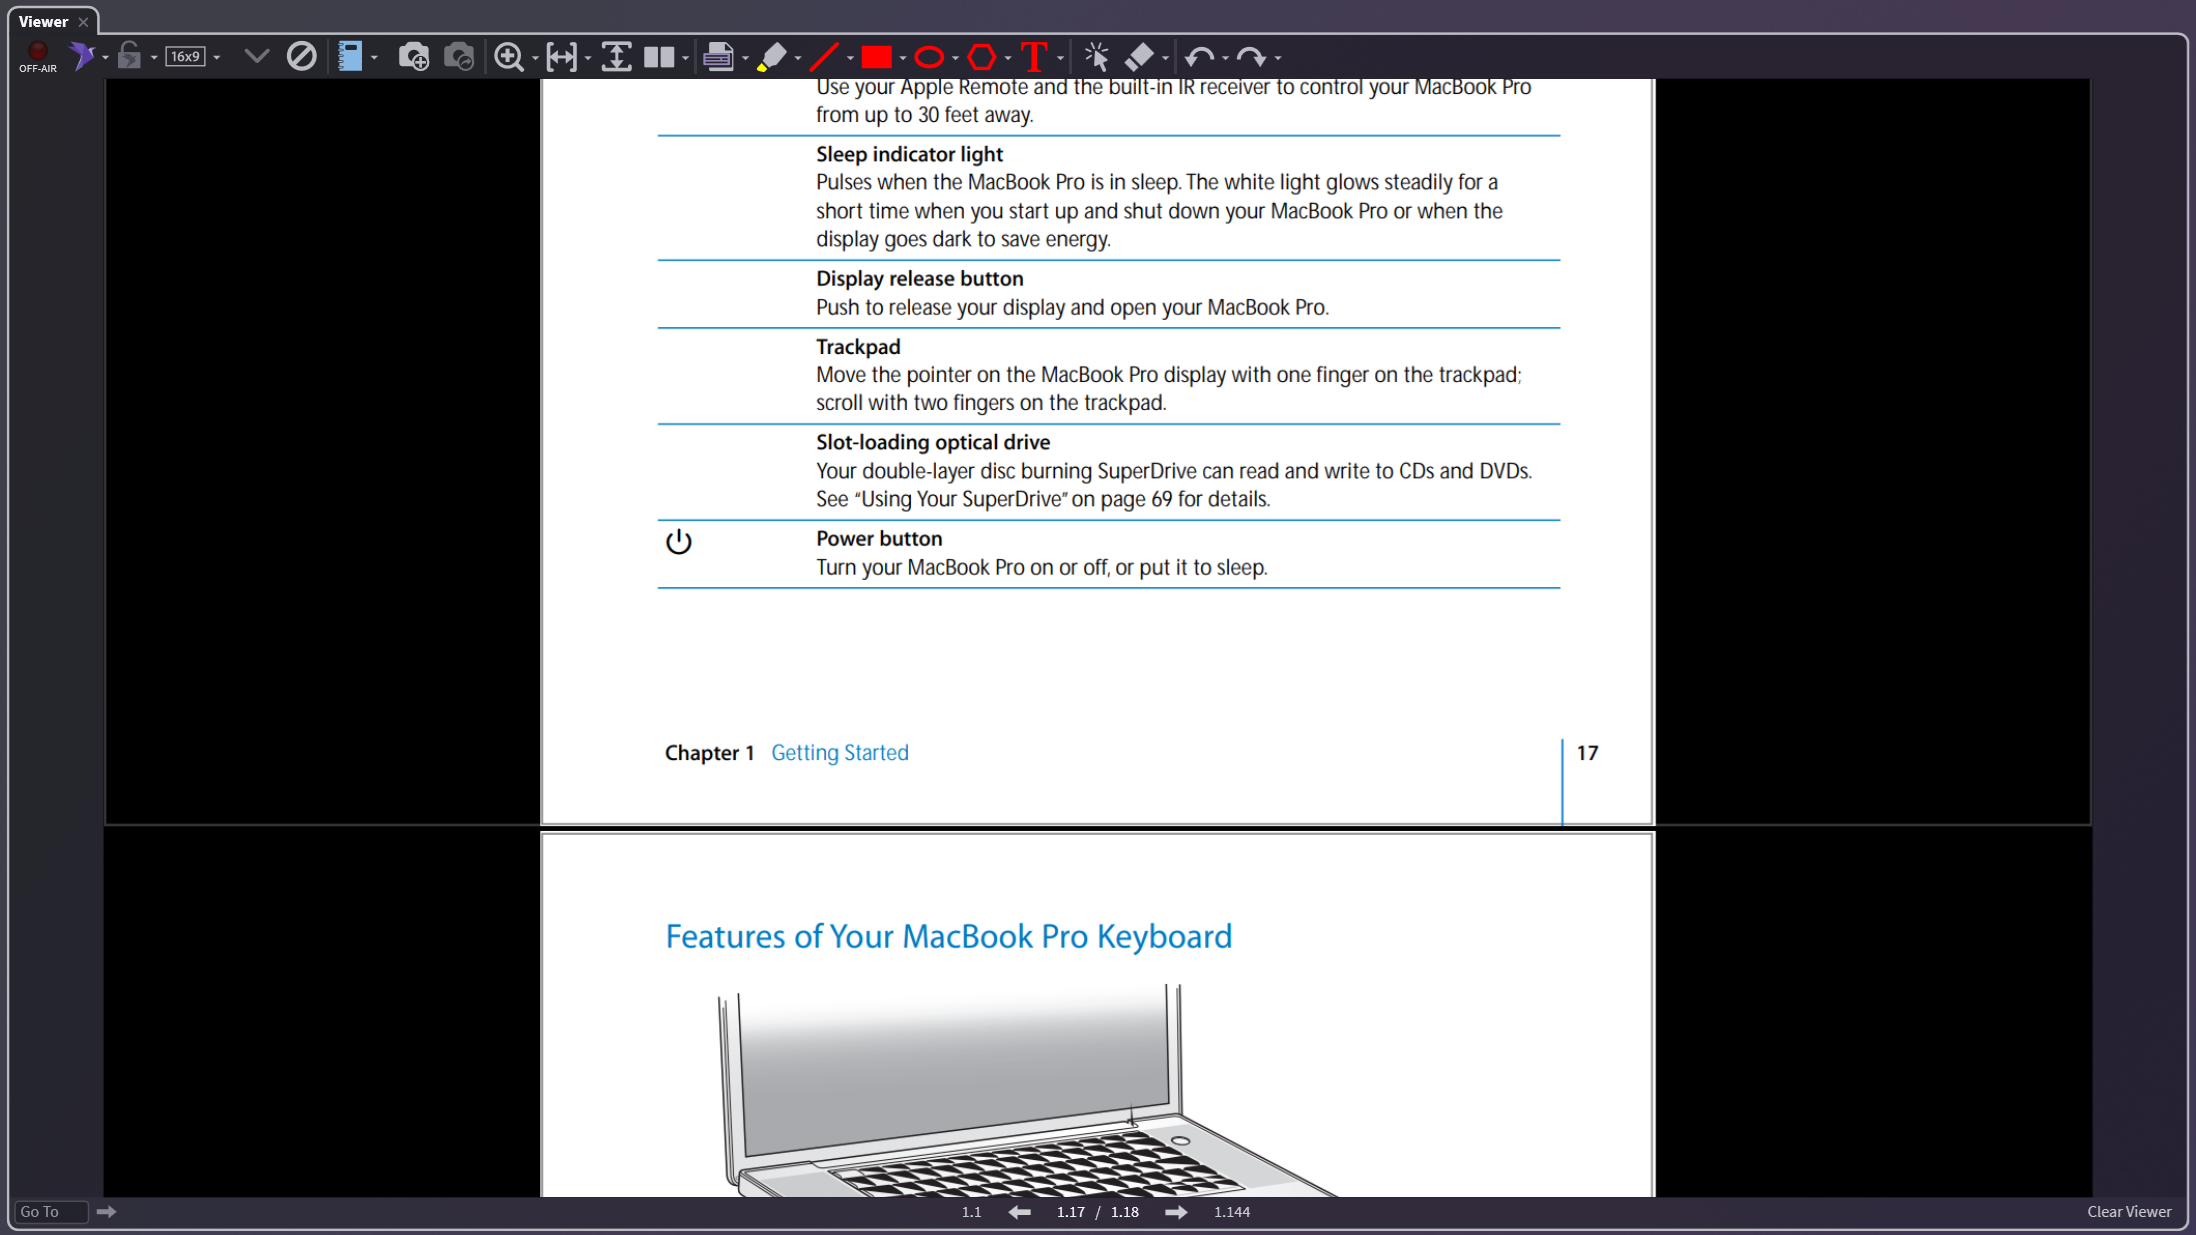 Viewer
OFF-AIR
16x9
T
Use your Apple Remote and the built-in IR receiver to control your MacBook Pro
from up to 30 feet away.
Sleep indicator light
Pulses when the MacBook Pro is in sleep. The white light glows steadily for a
short time when you start up and shut down your MacBook Pro or when the
display goes dark to save energy.
Display release button
Push to release your display and open your MacBook Pro.
Trackpad
Move the pointer on the MacBook Pro display with one finger on the trackpad;
scroll with two fingers on the trackpad.
Slot-loading optical drive
Your double-layer disc burning SuperDrive can read and write to CDs and DVDs.
See “Using Your SuperDrive” on page 69 for details.
Power button
Turn your MacBook Pro on or off, or put it to sleep.
Chapter 1 Getting Started 17
Features of Your MacBook Pro Keyboard
Go To 1.1 1.17 / 1.18 1.144 Clear Viewer